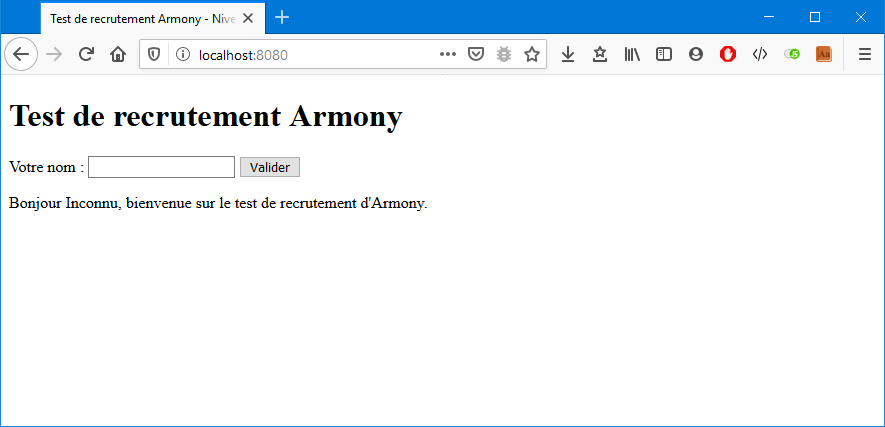 Test de recrutement Armony - Nive
localhost:8080
Test de recrutement Armony
Votre nom : Valider
Bonjour Inconnu, bienvenue sur le test de recrutement d'Armony.